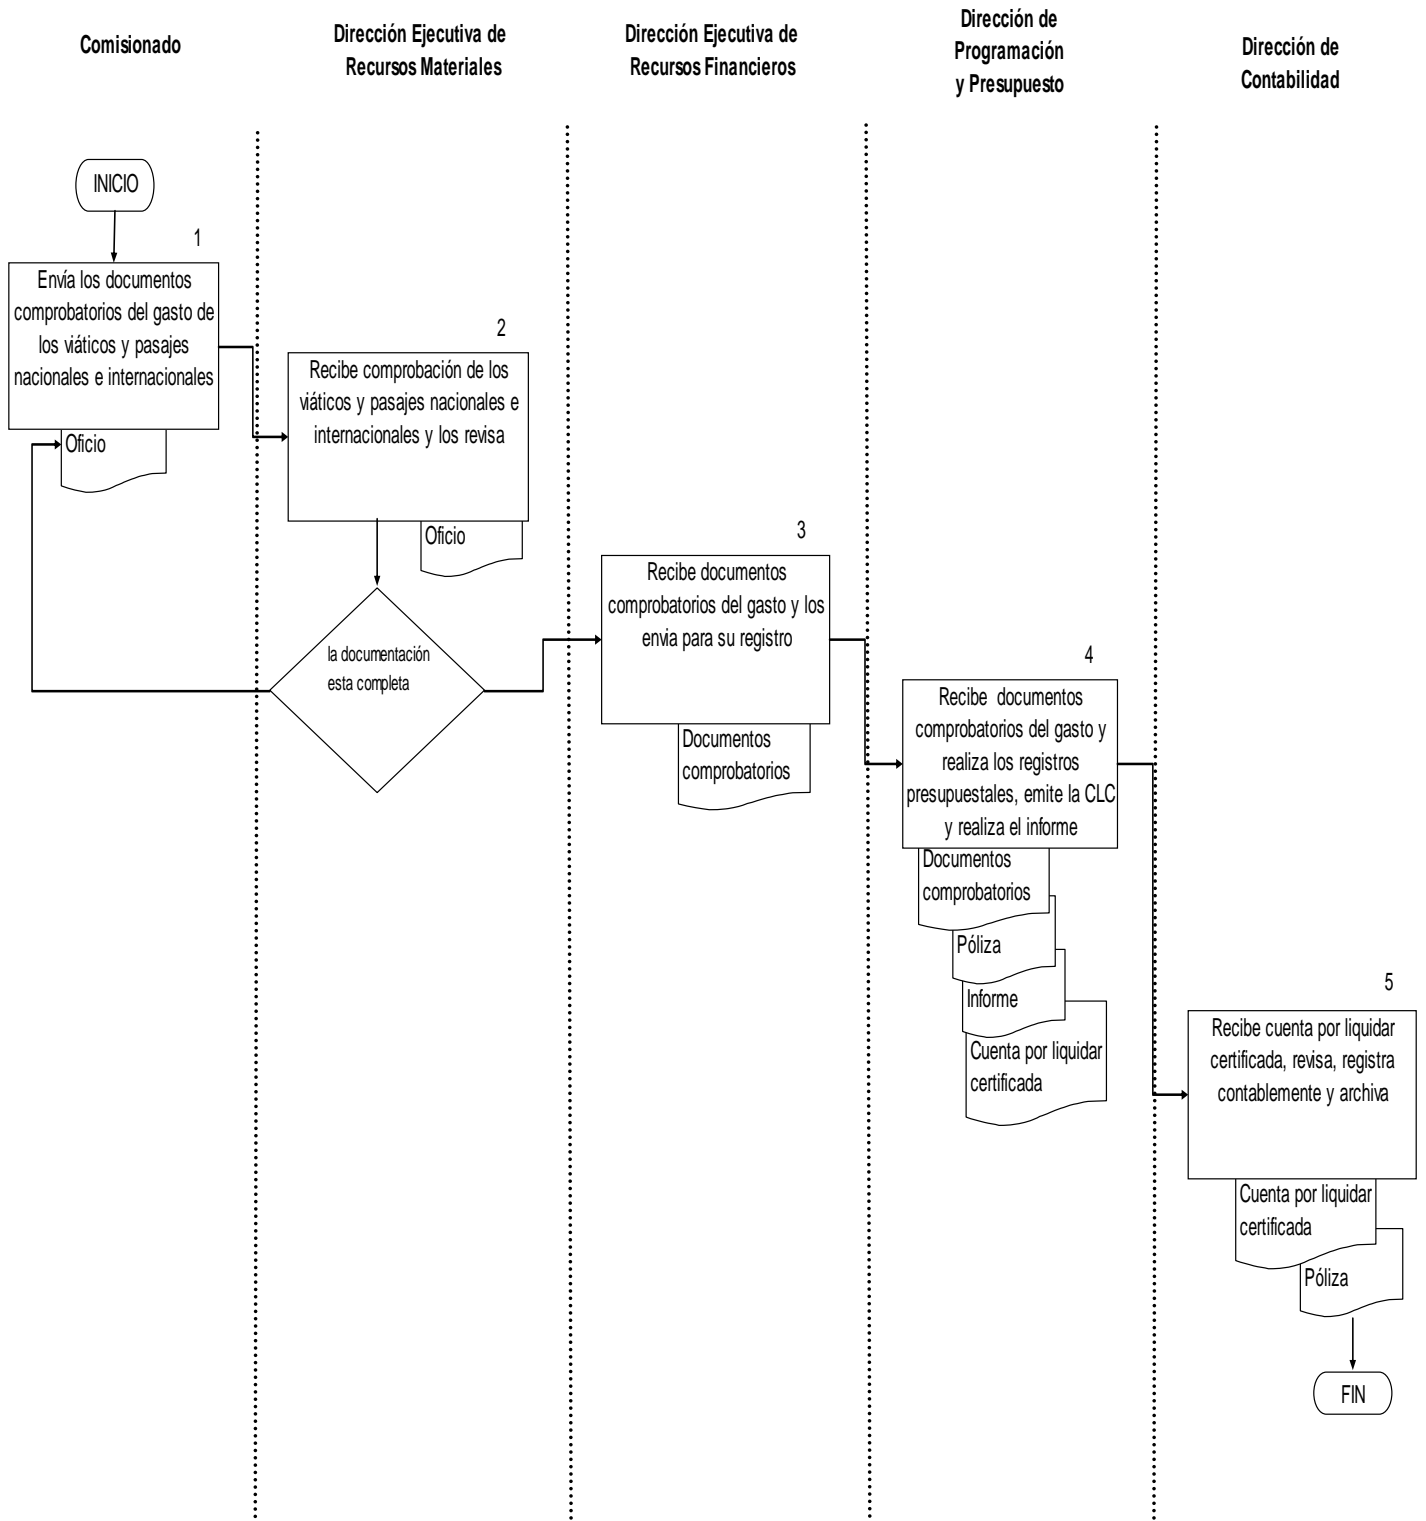 Comisionado
Dirección Ejecutiva de
Recursos Materiales
Dirección Ejecutiva de
Recursos Financieros
Dirección de
Programación
y Presupuesto
Dirección de
Contabilidad
INICIO
1
Envía los documentos
comprobatorios del gasto de
los viáticos y pasajes
nacionales e internacionales
Oficio
2
Recibe comprobación de los
viáticos y pasajes nacionales e
internacionales y los revisa
Oficio
la documentación
esta completa
3
Recibe documentos
comprobatorios del gasto y los
envia para su registro
Documentos
comprobatorios
4
Recibe documentos
comprobatorios del gasto y
realiza los registros
presupuestales, emite la CLC
y realiza el informe
Documentos
comprobatorios
Póliza
Informe
Cuenta por liquidar
certificada
5
Recibe cuenta por liquidar
certificada, revisa, registra
contablemente y archiva
Cuenta por liquidar
certificada
Póliza
FIN